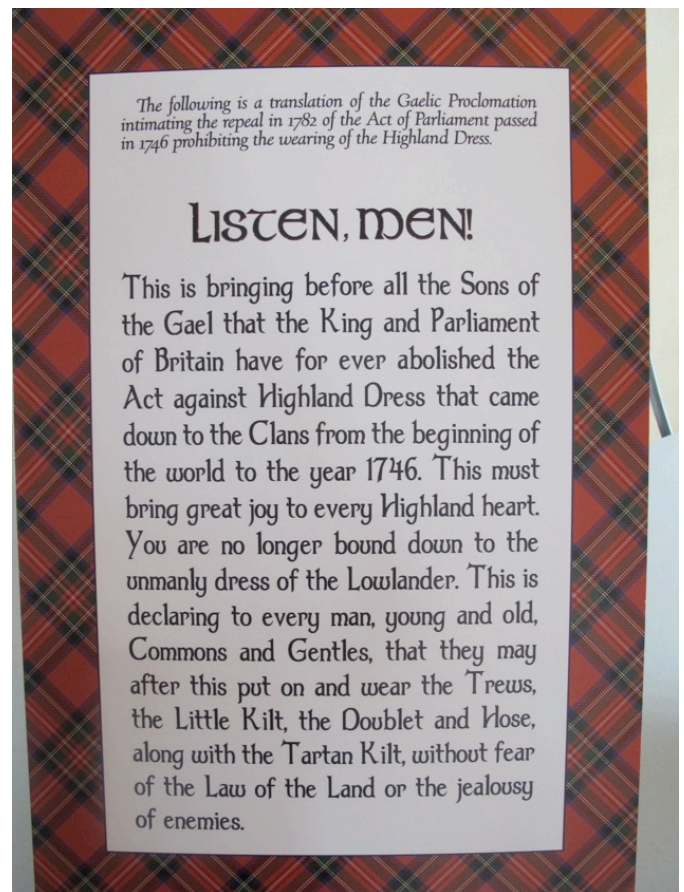 The following is a translation of the Gaelic Proclomation
intimating the repeal in 1782 of the Act of Parliament passed
in 1746 prohibiting the wearing of the Highland Dress.
LISTEN, MEN!
This is bringing before all the Sons of
the Gael that the King and Parliament
of Britain have for ever abolished the
Act against Highland Dress that came
down to the Clans from the beginning of
the world to the year 1746. This must
bring great joy to every Highland heart.
You are no longer bound down to the
unmanly dress of the Lowlander. This is
declaring to every man, young and old,
Commons and Gentles, that they may
after this put on and wear the Trews,
the Little Kilt, the Doublet and Hose,
along with the Tartan Kilt, without fear
of the Law of the Land or the jealousy
of enemies.